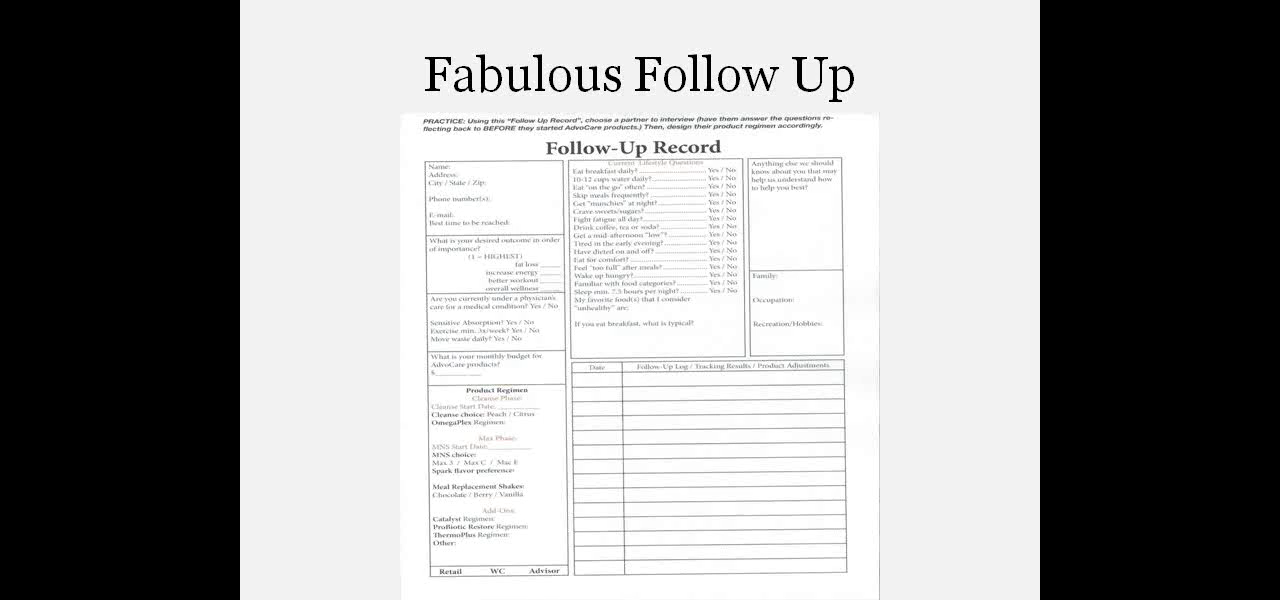 Fabulous Follow Up
PRACTICE: Using this "Follow Up Record", choose a partner to interview (have them answer the questions re-
flecting back to BEFORE they started AdvoCare products.) Then, design their product regimen accordingly.
Follow-Up Record
Name:
Address:
City / State / Zip:
Phone number(s):
E-mail:
Best time to be reached:
What is your desired outcome in order
of importance?
(1 = HIGHEST)
fat loss _____
increase energy _____
better workout _____
overall wellness _____
Are you currently under a physician's
care for a medical condition? Yes / No
Sensitive Absorption? Yes / No
Exercise min. 3x/week? Yes / No
Move waste daily? Yes / No
What is your monthly budget for
AdvoCare products?
$__________
Product Regimen
Cleanse Phase:
Cleanse Start Date: _________
Cleanse choice: Peach / Citrus
OmegaPlex Regimen:
Max Phase:
MNS Start Date:__________
MNS choice:
Max 3 / Max C / Max E
Spark flavor preference:
Meal Replacement Shakes:
Chocolate / Berry / Vanilla
Add-Ons:
Catalyst Regimen:
ProBiotic Restore Regimen:
ThermoPlus Regimen:
Other:
Retail WC Advisor
Current Lifestyle Questions
Eat breakfast daily? Yes / No
10-12 cups water daily? Yes / No
Eat "on the go" often? Yes / No
Skip meals frequently? Yes / No
Get "munchies" at night? Yes / No
Crave sweets/sugars? Yes / No
Fight fatigue all day? Yes / No
Drink coffee, tea or soda? Yes / No
Get a mid-afternoon "low"? Yes / No
Tired in the early evening? Yes / No
Have dieted on and off? Yes / No
Eat for comfort? Yes / No
Feel "too full" after meals? Yes / No
Wake up hungry? Yes / No
Familiar with food categories? Yes / No
Sleep min. 7.5 hours per night? Yes / No
My favorite food(s) that I consider
"unhealthy" are:
If you eat breakfast, what is typical?
Anything else we should
know about you that may
help us understand how
to help you best?
Family:
Occupation:
Recreation/Hobbies:
Date Follow-Up Log / Tracking Results / Product Adjustments